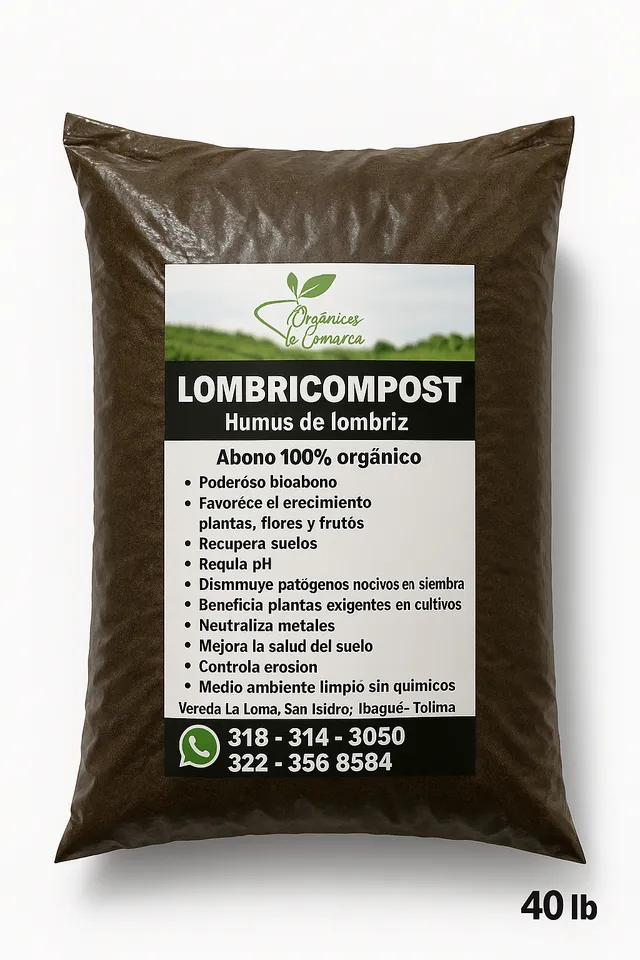 Orgánices
le Comarca
LOMBRICOMPOST
Humus de lombriz
Abono 100% orgánico
• Poderóso bioabono
• Favoréce el erecimiento
plantas, flores y frutós
• Recupera suelos
• Requla pH
• Dismmuye patógenos nocivos en siembra
• Beneficia plantas exigentes en cultivos
• Neutraliza metales
• Mejora la salud del suelo
• Controla erosion
• Medio ambiente limpió sin quimicos
Vereda La Loma, San Isidro; Ibagué- Tolima
318 - 314 - 3050
322 - 356 8584
40 lb